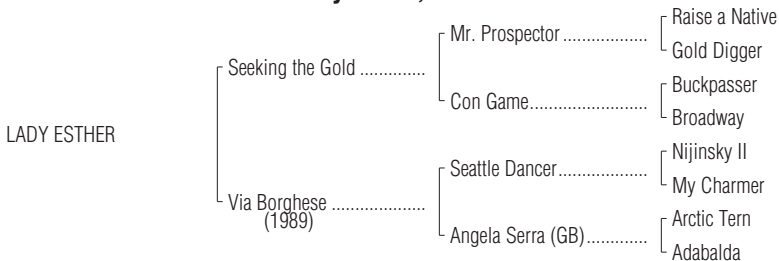 Raise a Native
Mr. Prospector ...................
Gold Digger
Seeking the Gold ..............
Buckpasser
Con Game..........................
Broadway
LADY ESTHER
Nijinsky II
Seattle Dancer....................
My Charmer
Via Borghese ....................
(1989)
Arctic Tern
Angela Serra (GB).............
Adabalda